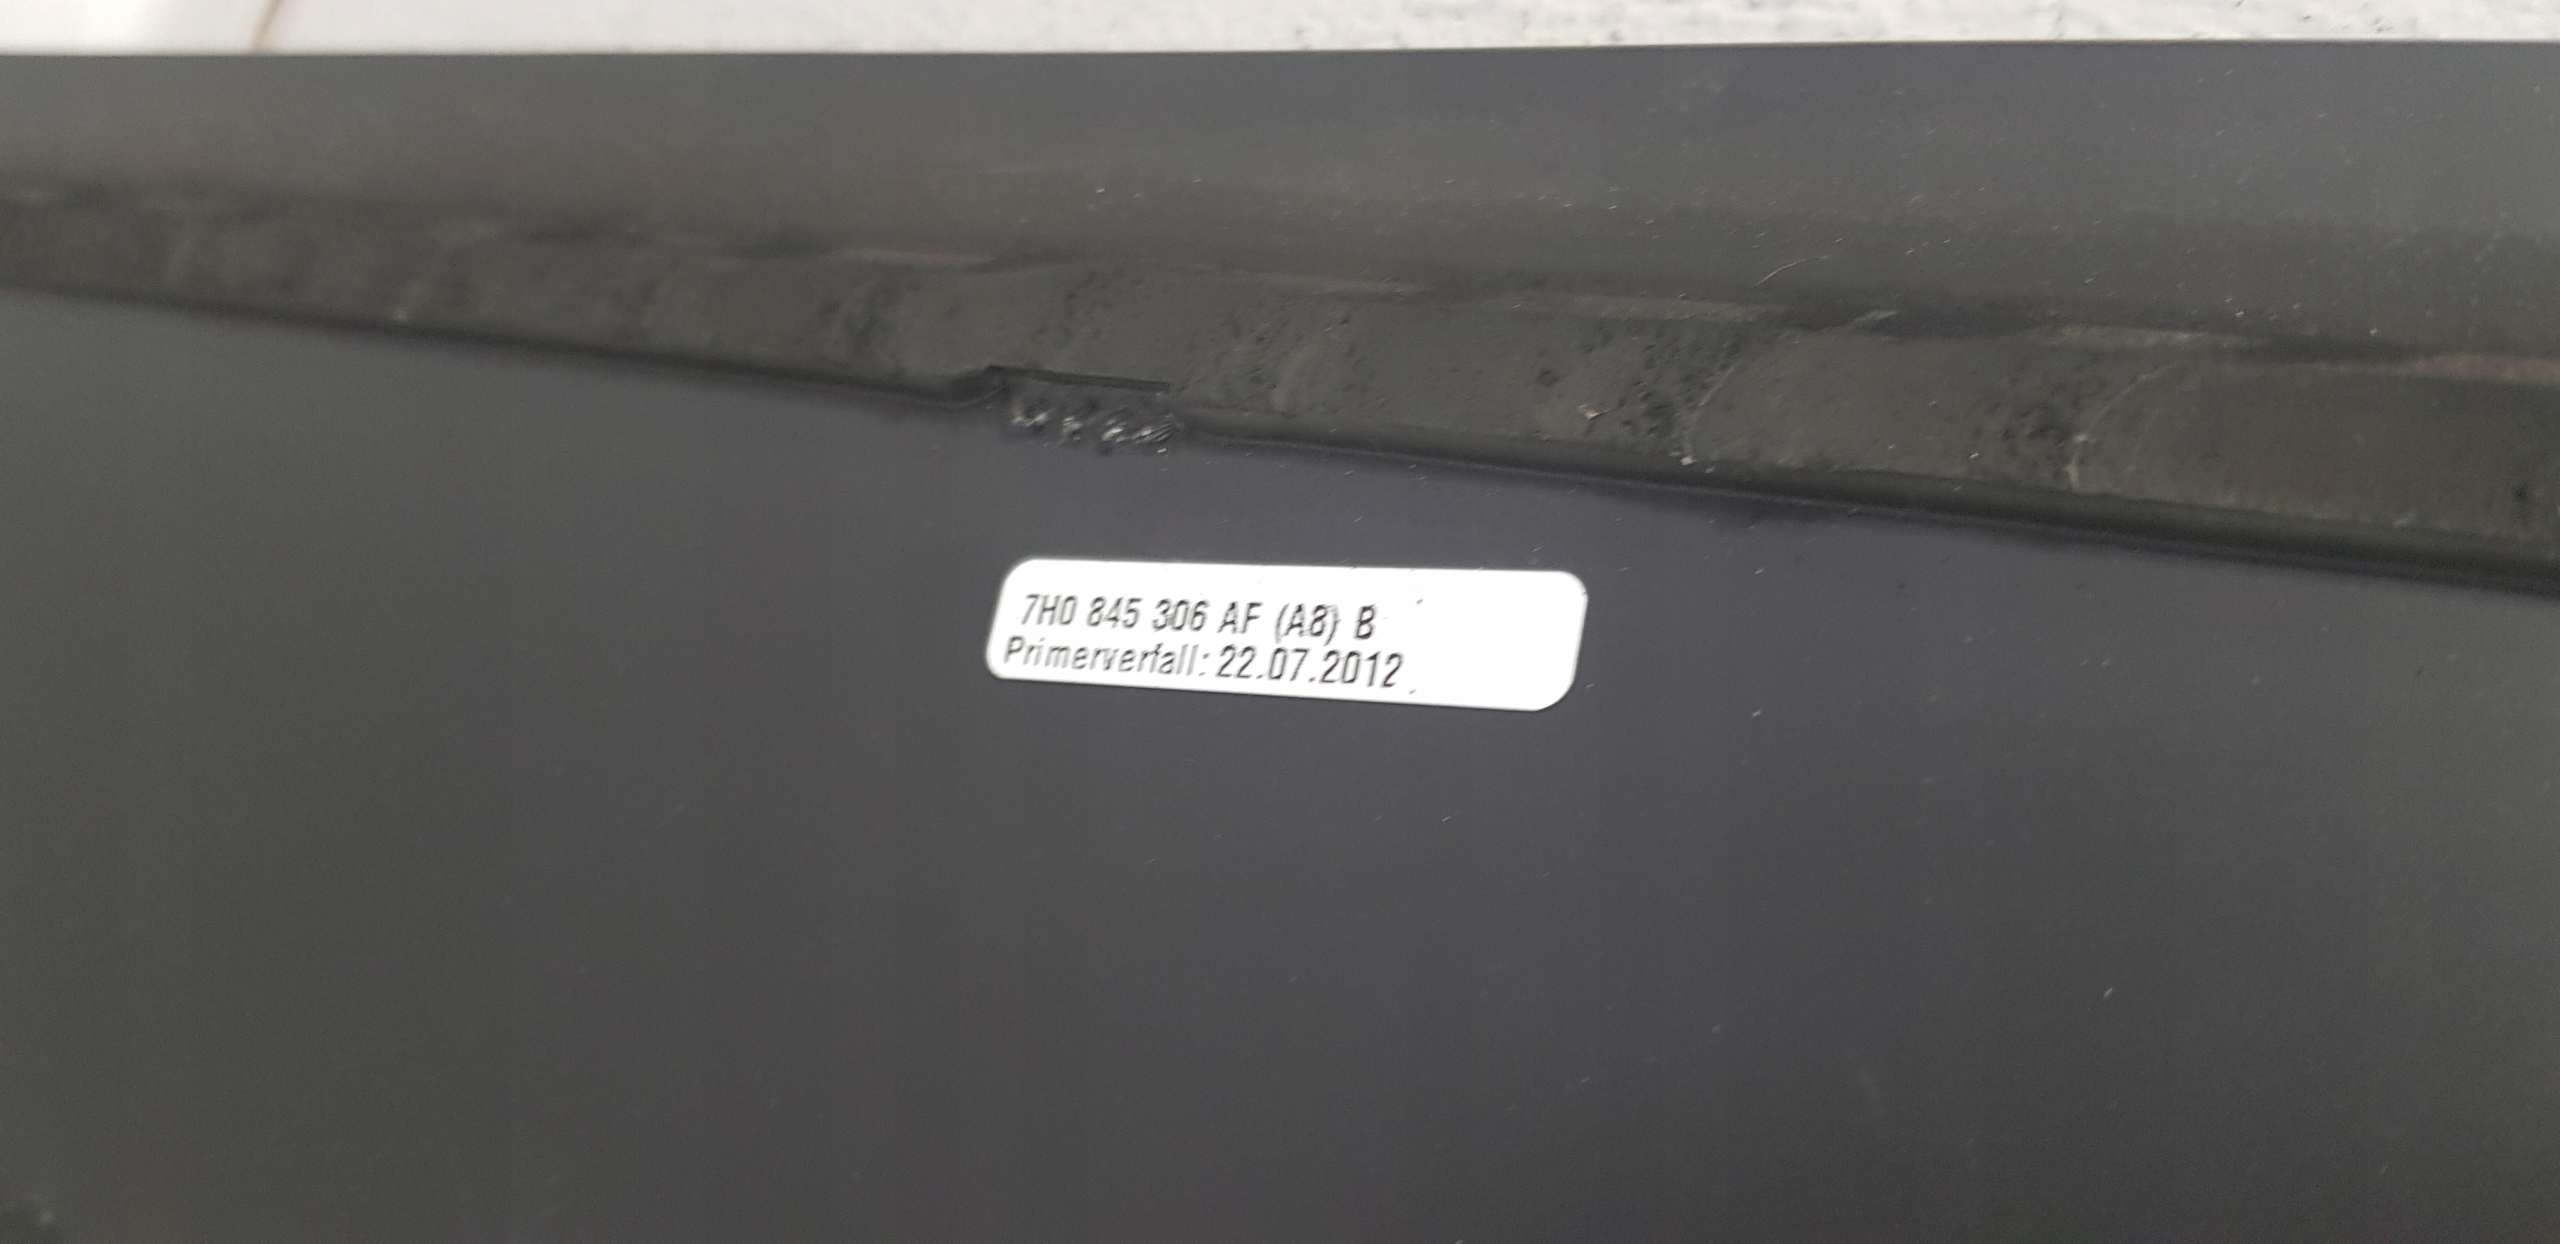 7H0 845 306 AF (A8) B
Primerverfall: 22.07.2012